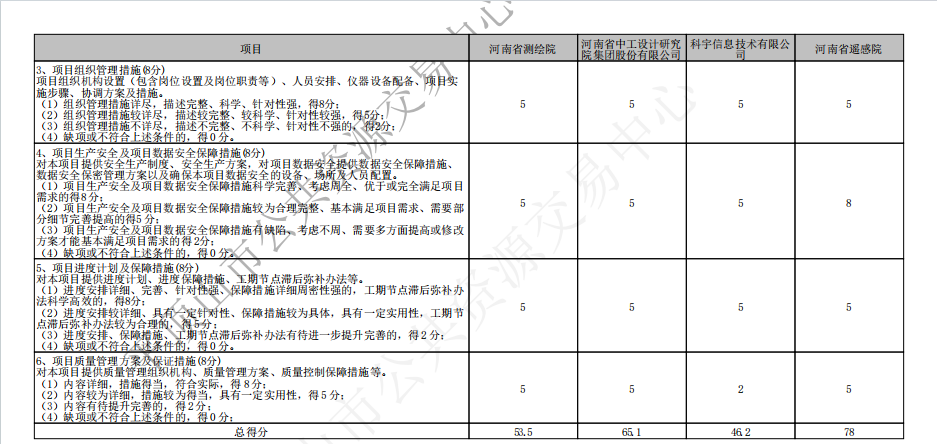 项目 河南省测绘院 河南省中工设计研究院集团股份有限公司 科宇信息技术有限公司 河南省遥感院
3、项目组织管理措施(8分)
项目组织机构设置（包含岗位设置及岗位职责等）、人员安排、仪器设备配备、项目实
施步骤、协调方案及措施。
（1）组织管理措施详尽，描述完整、科学、针对性强，得8分；
（2）组织管理措施较详尽，描述较完整、较科学、针对性较强，得5分；
（3）组织管理措施不详尽，描述不完整、不科学、针对性不强的，得2分；
（4）缺项或不符合上述条件的，得0分。
5 5 5 5
4、项目生产安全及项目数据安全保障措施(8分)
对本项目提供安全生产制度、安全生产方案，对项目数据安全提供数据安全保障措施、
数据安全保密管理方案以及确保本项目数据安全的设备、场所及人员配置。
（1）项目生产安全及项目数据安全保障措施科学完善、考虑周全、优于或完全满足项目
需求的得8分；
（2）项目生产安全及项目数据安全保障措施较为合理完整、基本满足项目需求、需要部
分细节完善提高的得5分；
（3）项目生产安全及项目数据安全保障措施有缺陷、考虑不周、需要多方面提高或修改
方案才能基本满足项目需求的得2分；
（4）缺项或不符合上述条件的，得0分。
5 5 5 8
5、项目进度计划及保障措施(8分)
对本项目提供进度计划、进度保障措施、工期节点滞后弥补办法等。
（1）进度安排详细、完善、针对性强、保障措施详细周密性强的，工期节点滞后弥补办
法科学高效的，得8分；
（2）进度安排较详细、具有一定针对性、保障措施较为具体，具有一定实用性，工期节
点滞后弥补办法较为合理的，得5分；
（3）进度安排、保障措施、工期节点滞后弥补办法有待进一步提升完善的，得2分；
（4）缺项或不符合上述条件的，得0分。
5 5 5 5
6、项目质量管理方案及保证措施(8分)
对本项目提供质量管理组织机构、质量管理方案、质量控制保障措施等。
（1）内容详细，措施得当，符合实际，得8分；
（2）内容较为详细，措施较为得当，具有一定实用性，得5分；
（3）内容有待提升完善的，得2分；
（4）缺项或不符合上述条件的，得0分。
5 5 2 5
总得分 53.5 65.1 46.2 78
顶山市公共资源交易中心
山市公共资源交易中心